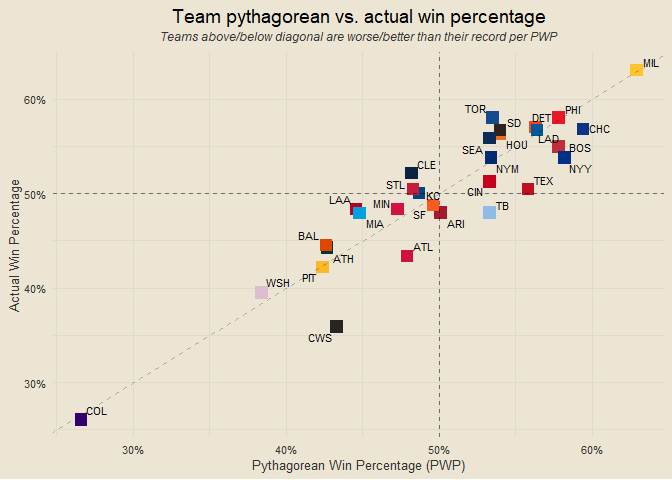 Team pythagorean vs. actual win percentage
Teams above/below diagonal are worse/better than their record per PWP
MIL
TOR
PHI
SD
DET
CHC
HOU
LAD
BOS
SEA
NYM
NYY
CLE
STL
KC
CIN
TEX
LAA
MIN
SF
ARI
TB
MIA
BAL
ATH
ATL
PIT
WSH
CWS
COL
60%
50%
40%
30%
Actual Win Percentage
30%
40%
50%
60%
Pythagorean Win Percentage (PWP)